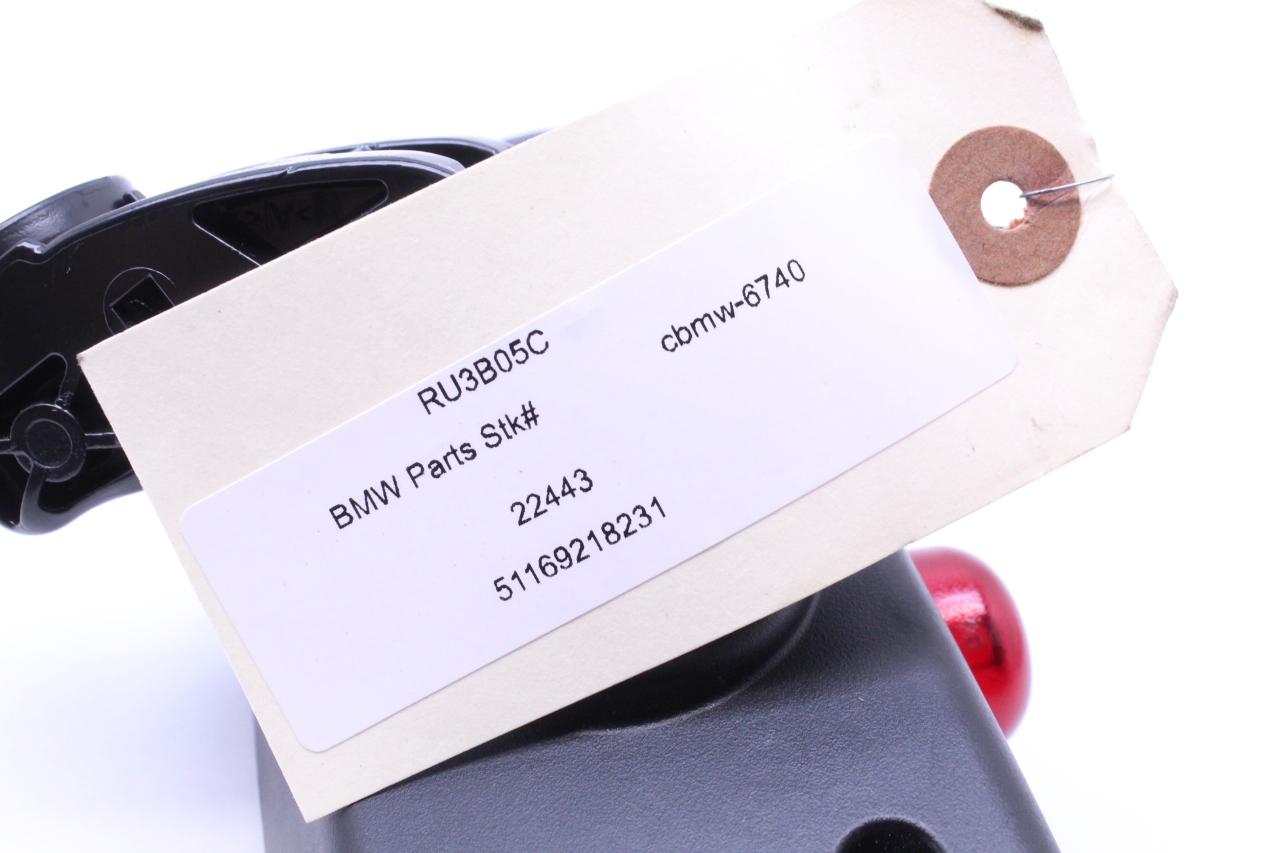 RU3B05C cbmw-6740
BMW Parts Stk#
22443
51169218231